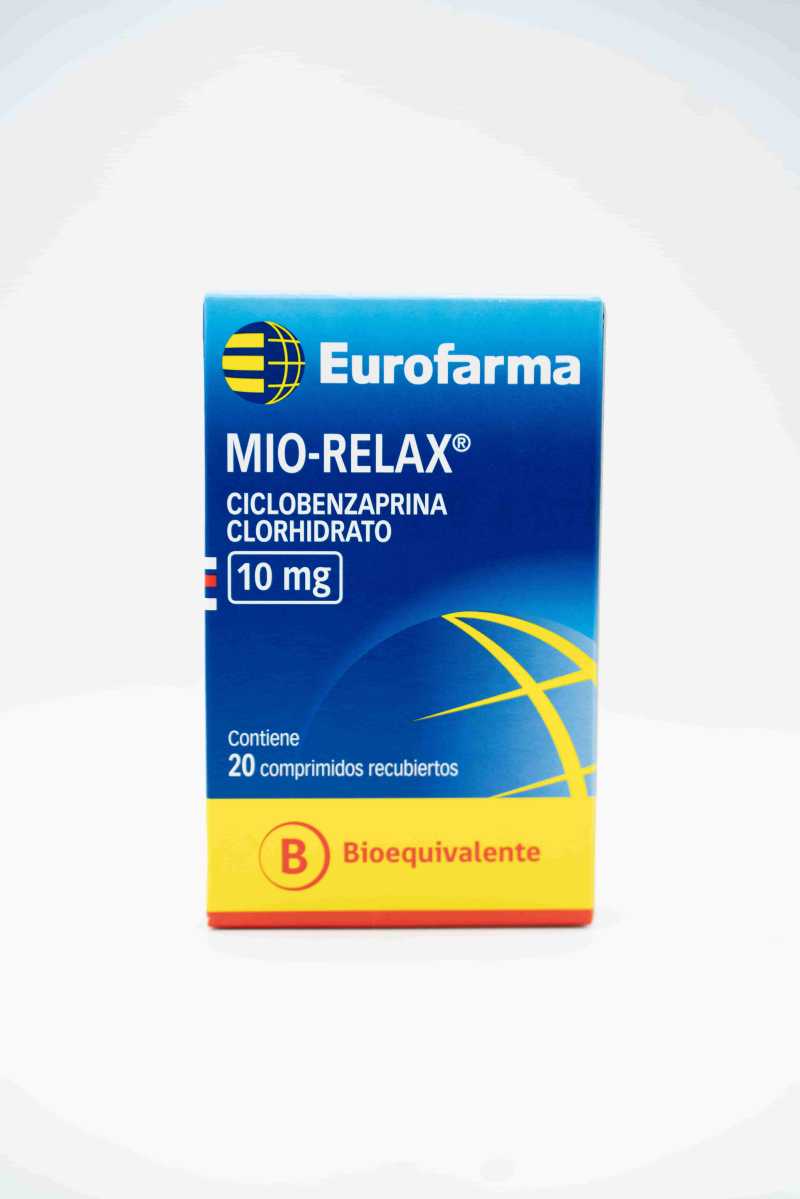 Eurofarma
MIO-RELAX®
CICLOBENZAPRINA
CLORHIDRATO
10 mg
Contiene
20 comprimidos recubiertos
B Bioequivalente